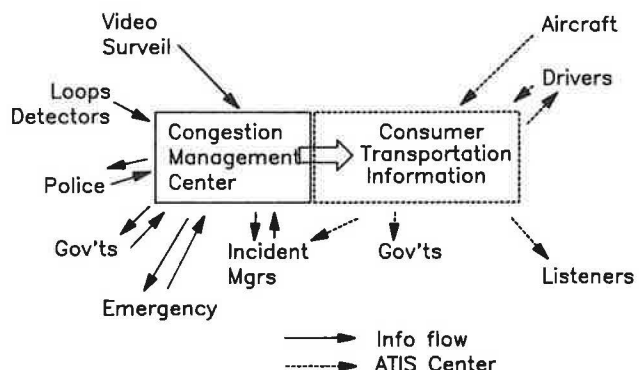 Video
Surveil
Aircraft
Drivers
Loops
Detectors
Congestion
Management
Center
Consumer
Transportation
Information
Police
Gov'ts
Emergency
Incident
Mgrs
Gov'ts
Listeners
Info flow
ATIS Center